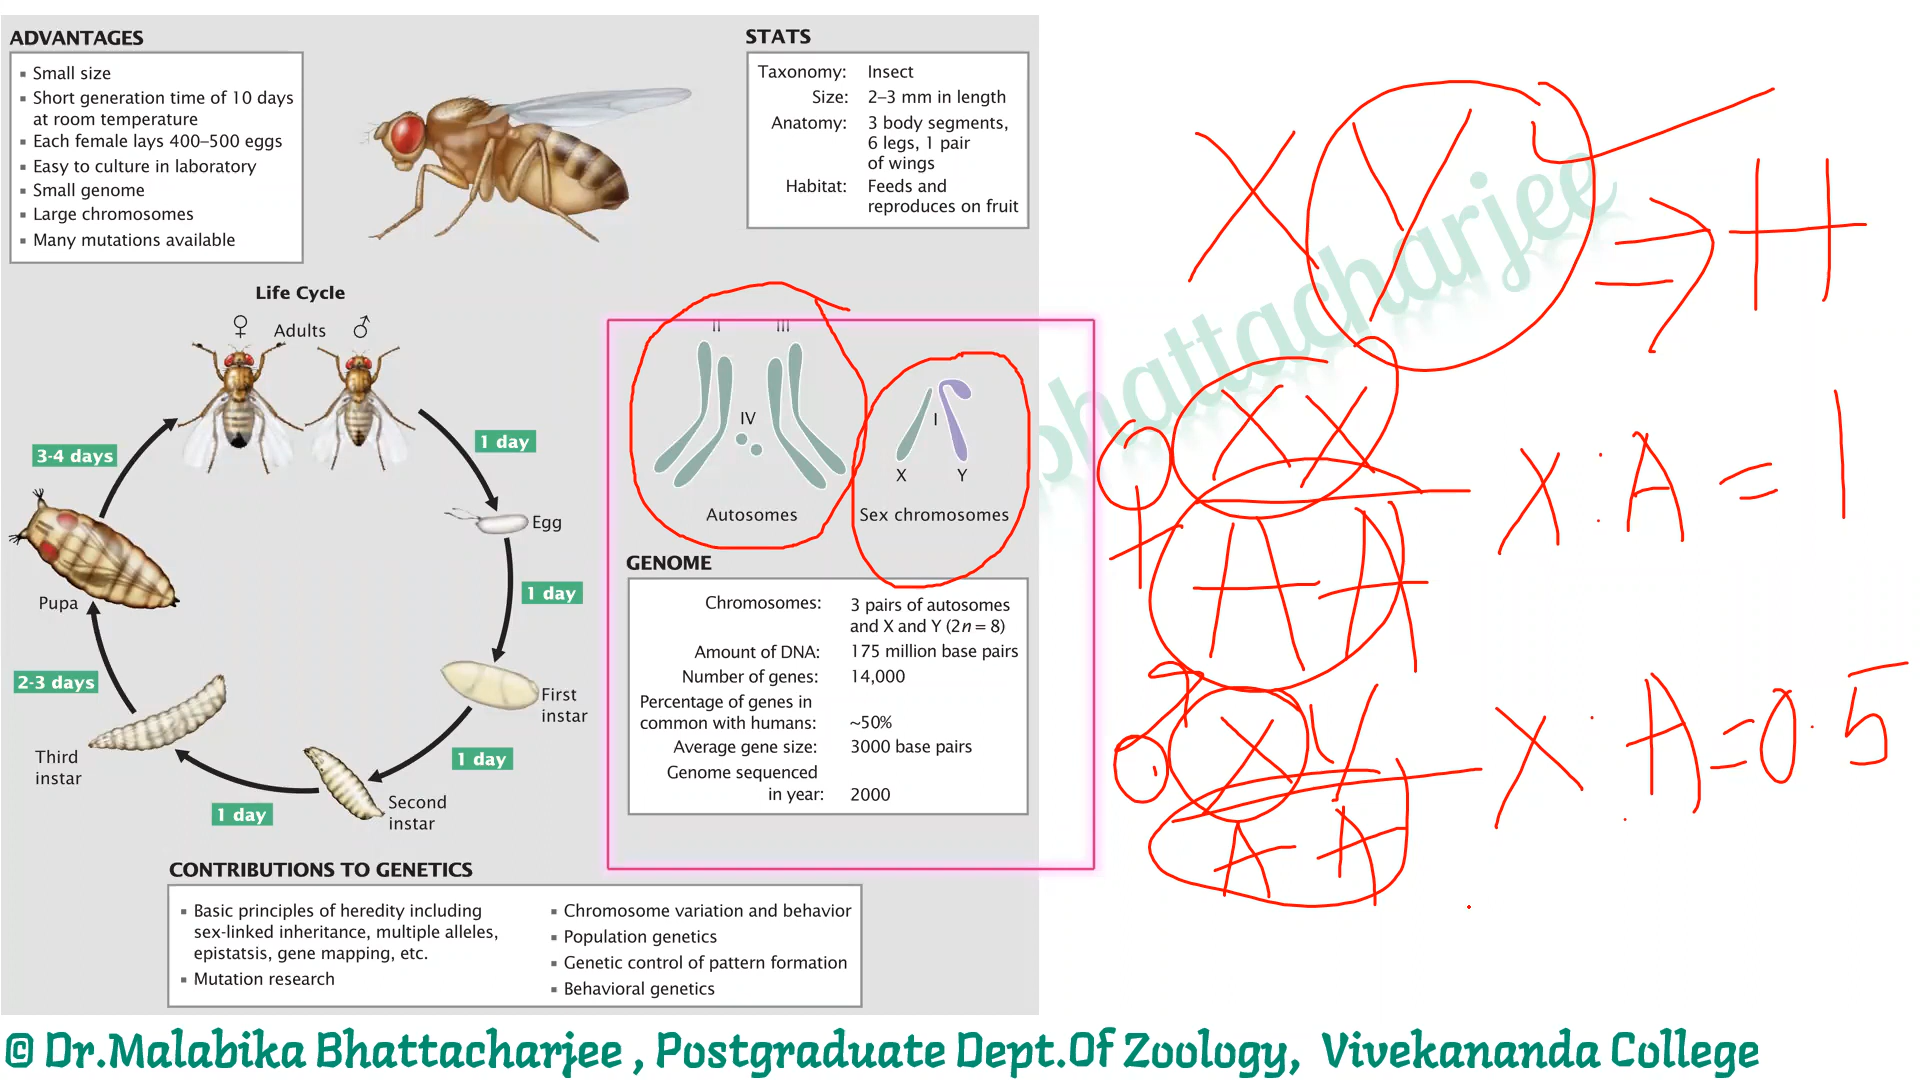 ADVANTAGES
▪ Small size
▪ Short generation time of 10 days
at room temperature
▪ Each female lays 400–500 eggs
▪ Easy to culture in laboratory
▪ Small genome
▪ Large chromosomes
▪ Many mutations available
STATS
Taxonomy: Insect
Size: 2–3 mm in length
Anatomy: 3 body segments,
6 legs, 1 pair
of wings
Habitat: Feeds and
reproduces on fruit
Life Cycle
♀ Adults ♂
1 day
Egg
1 day
First
instar
1 day
Second
instar
1 day
Third
instar
2-3 days
Pupa
3-4 days
II III
IV
I
X Y
Autosomes
Sex chromosomes
GENOME
Chromosomes: 3 pairs of autosomes
and X and Y (2n = 8)
Amount of DNA: 175 million base pairs
Number of genes: 14,000
Percentage of genes in
common with humans: ~50%
Average gene size: 3000 base pairs
Genome sequenced
in year: 2000
CONTRIBUTIONS TO GENETICS
▪ Basic principles of heredity including
sex-linked inheritance, multiple alleles,
epistatsis, gene mapping, etc.
▪ Mutation research
▪ Chromosome variation and behavior
▪ Population genetics
▪ Genetic control of pattern formation
▪ Behavioral genetics
XY ⇒ H
♀ XX
AA
X : A = 1
♂ XY
AA
X : A = 0.5
bhattacharjee
© Dr.Malabika Bhattacharjee , Postgraduate Dept.Of Zoology, Vivekananda College